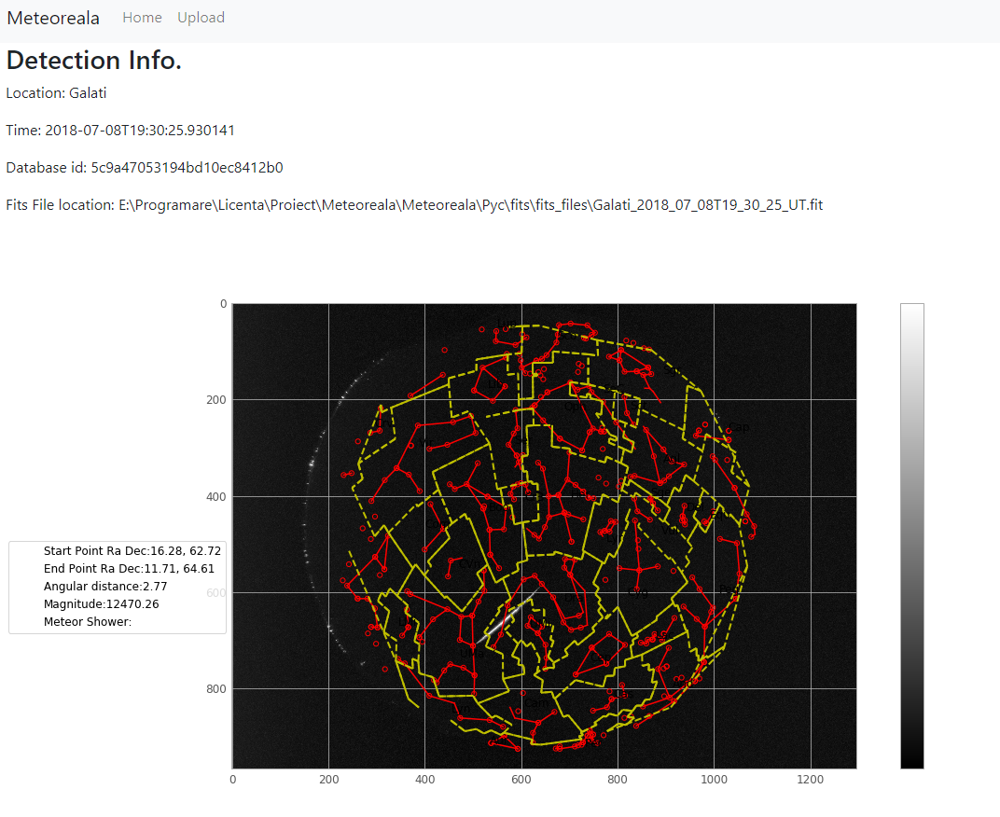 Meteoreala Home Upload
Detection Info.
Location: Galati
Time: 2018-07-08T19:30:25.930141
Database id: 5c9a47053194bd10ec8412b0
Fits File location: E:\Programare\Licenta\Proiect\Meteoreala\Meteoreala\Pyc\fits\fits_files\Galati_2018_07_08T19_30_25_UT.fit
0
200
400
600
800
Start Point Ra Dec:16.28, 62.72
End Point Ra Dec:11.71, 64.61
Angular distance:2.77
Magnitude:12470.26
Meteor Shower:
Cap
0 200 400 600 800 1000 1200